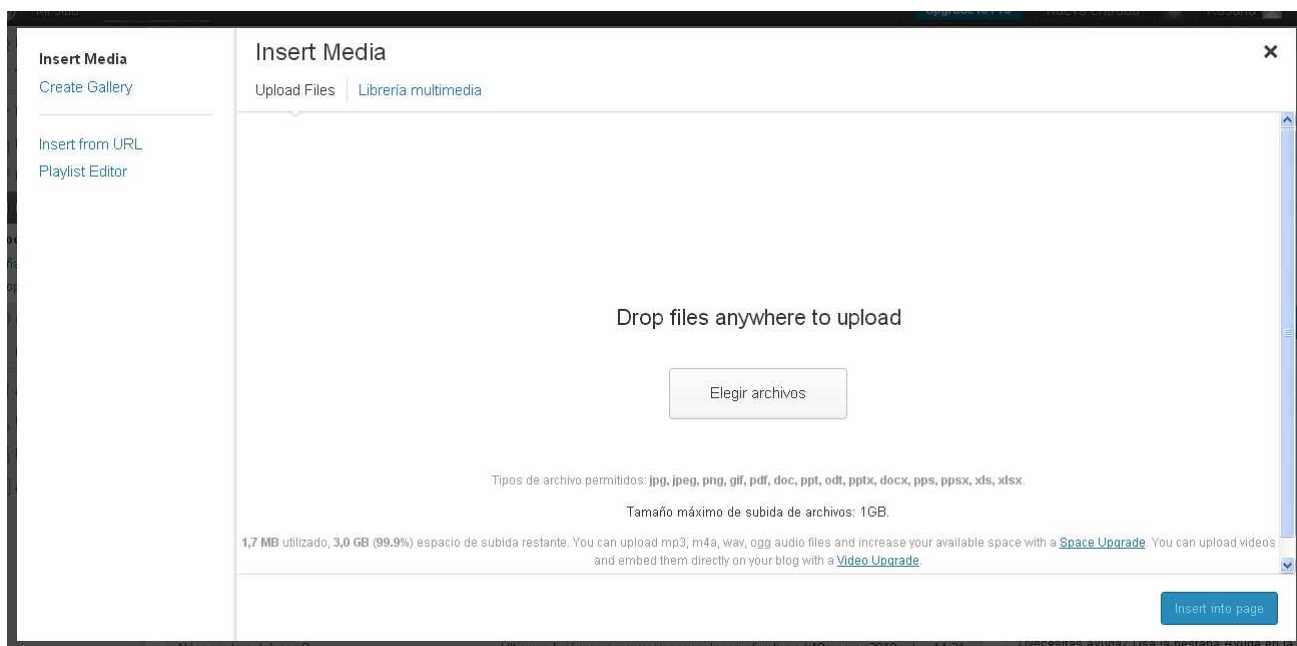 Insert Media
Create Gallery
Insert from URL
Playlist Editor
Insert Media
Upload Files
Librería multimedia
Drop files anywhere to upload
Elegir archivos
Tipos de archivo permitidos: jpg, jpeg, png, gif, pdf, doc, ppt, odt, pptx, docx, pps, ppsx, xls, xlsx.
Tamaño máximo de subida de archivos: 1GB.
1,7 MB utilizado, 3,0 GB (99.9%) espacio de subida restante. You can upload mp3, m4a, wav, ogg audio files and increase your available space with a Space Upgrade. You can upload videos
and embed them directly on your blog with a Video Upgrade.
Insert into page